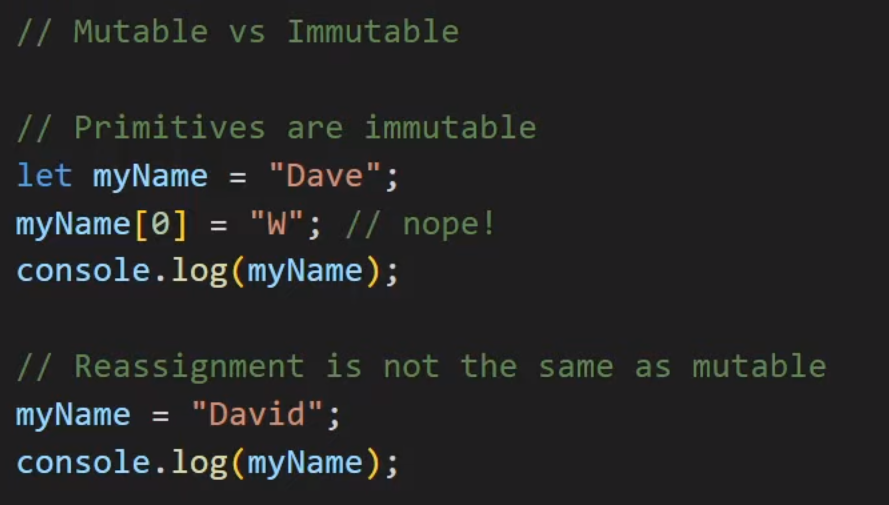 // Mutable vs Immutable
// Primitives are immutable
let myName = "Dave";
myName[0] = "W"; // nope!
console.log(myName);
// Reassignment is not the same as mutable
myName = "David";
console.log(myName);